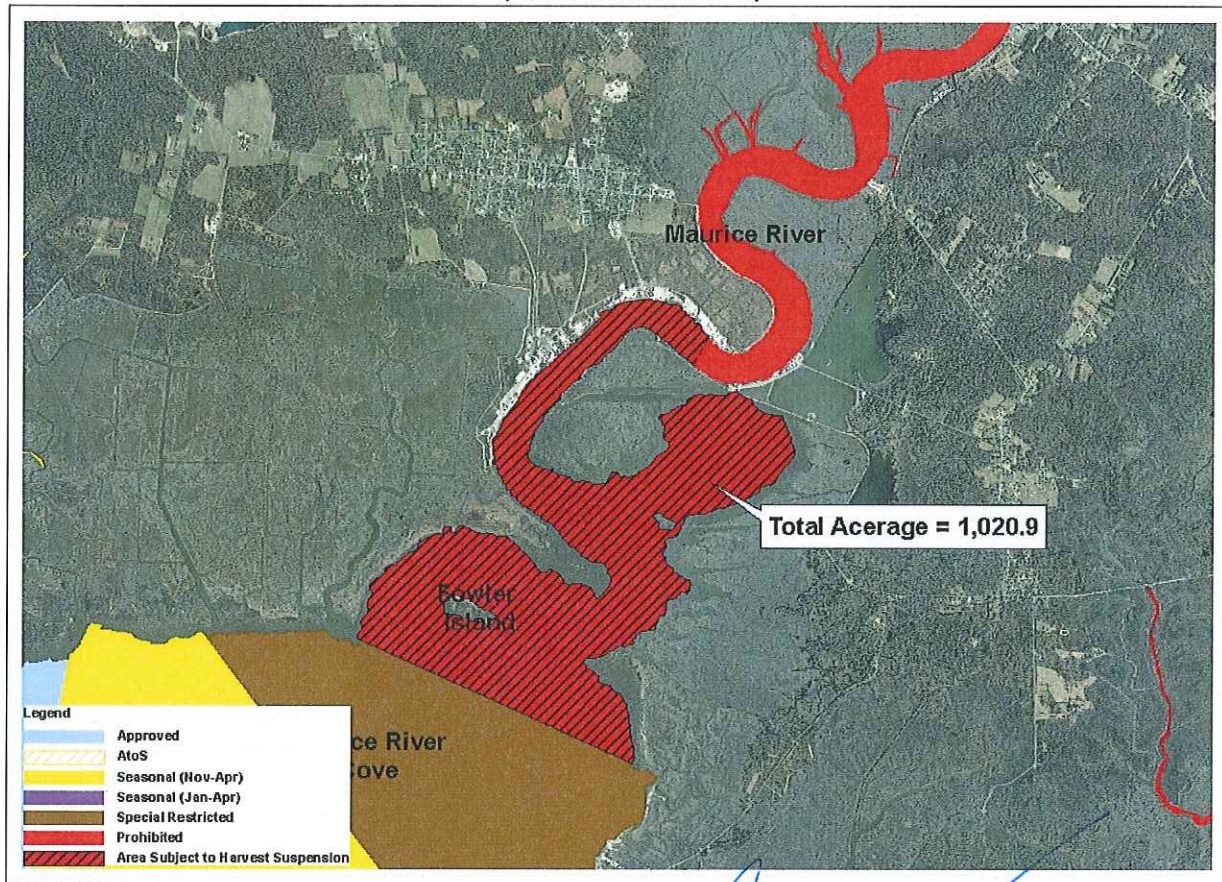 Maurice River
Total Acerage = 1,020.9
Fowler
Island
ce River
Cove
Legend
Approved
AtoS
Seasonal (Nov-Apr)
Seasonal (Jan-Apr)
Special Restricted
Prohibited
Area Subject to Harvest Suspension